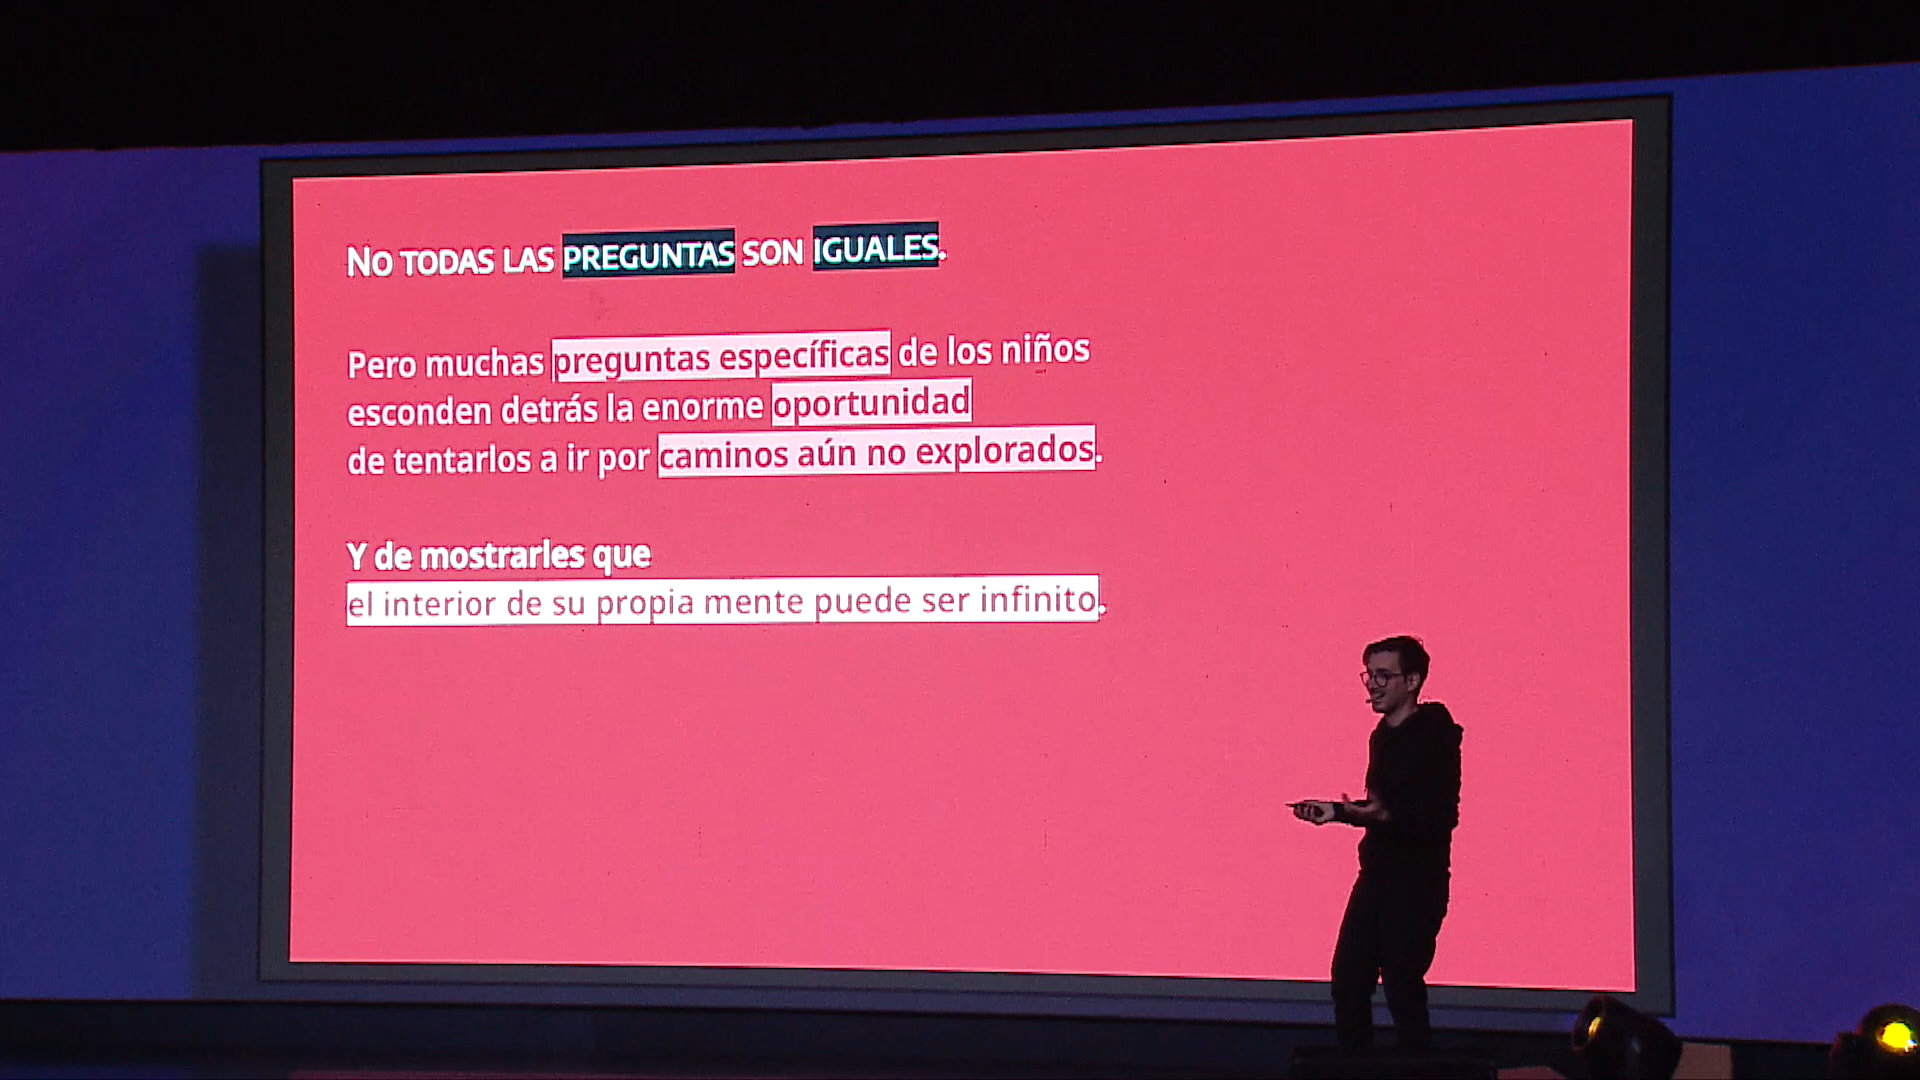 NO TODAS LAS PREGUNTAS SON IGUALES.
Pero muchas preguntas específicas de los niños
esconden detrás la enorme oportunidad
de tentarlos a ir por caminos aún no explorados.
Y de mostrarles que
el interior de su propia mente puede ser infinito.